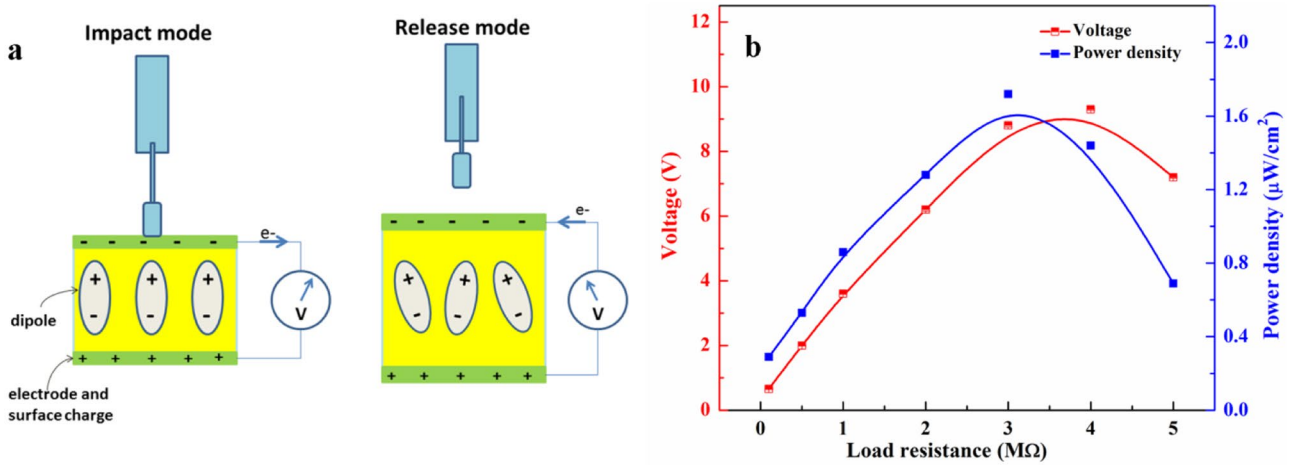 a
Impact mode
Release mode
- - - - -
e-
+ + +
- - -
V
dipole
+ + + + +
electrode and
surface charge
- - - - -
e-
+ + +
- - -
V
+ + + + +
b
Voltage
Power density
12
10
8
6
4
2
0
Voltage (V)
2.0
1.6
1.2
0.8
0.4
0.0
Power density (µW/cm²)
0 1 2 3 4 5
Load resistance (MΩ)